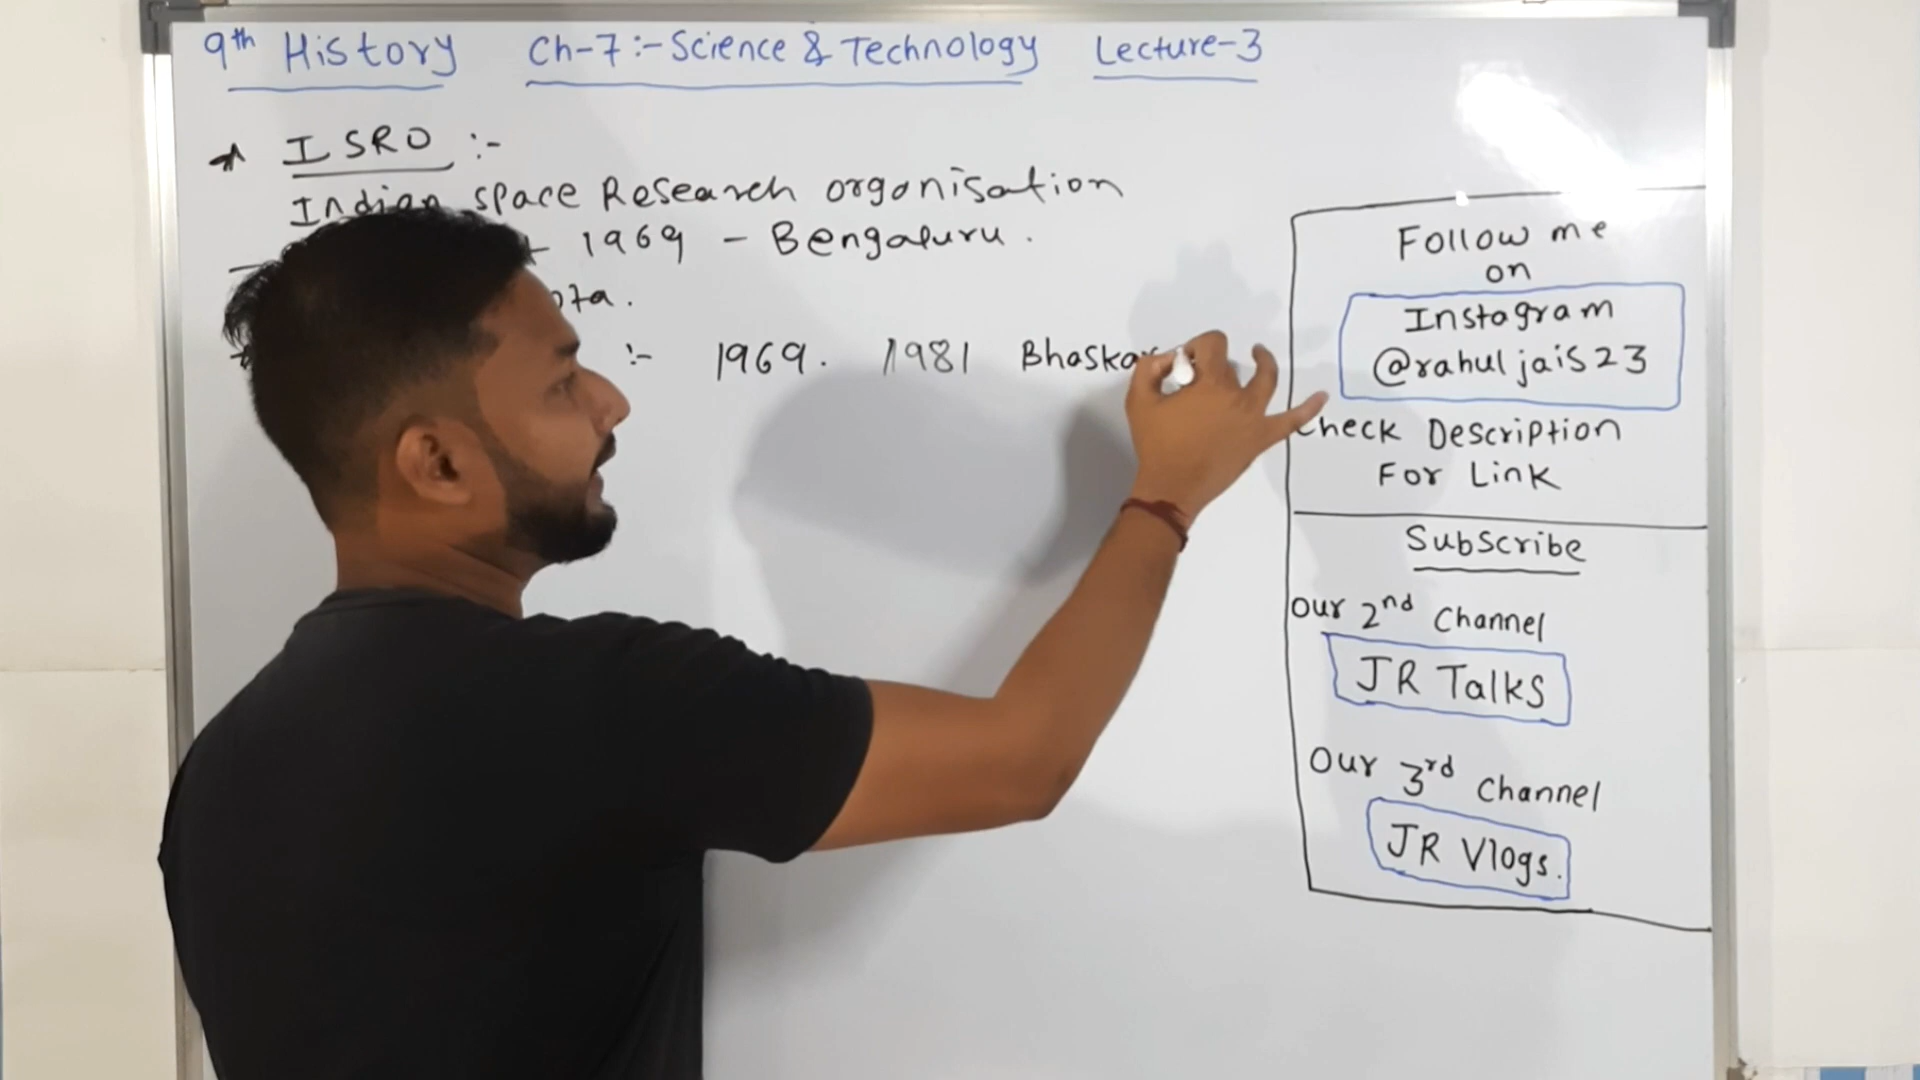 9th History Ch-7:- Science & Technology Lecture-3
* ISRO :-
Indian space Research organisation
1969 - Bengaluru.
ota.
:- 1969. 1981 Bhaskar
Follow me
on
Instagram
@rahuljais23
Check Description
For Link
Subscribe
Our 2nd Channel
JR Talks
Our 3rd Channel
JR Vlogs.